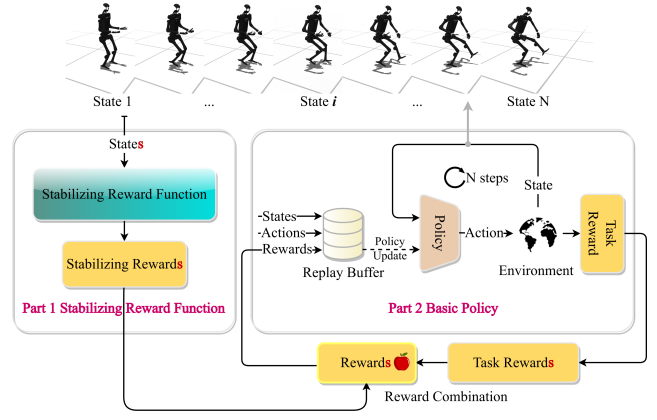 State 1
...
State i
...
State N
States
Stabilizing Reward Function
Stabilizing Rewards
Part 1 Stabilizing Reward Function
N steps
State
States
Actions
Rewards
Replay Buffer
Policy
Update
Policy
Action
Environment
Task
Reward
Part 2 Basic Policy
Rewards
Task Rewards
Reward Combination